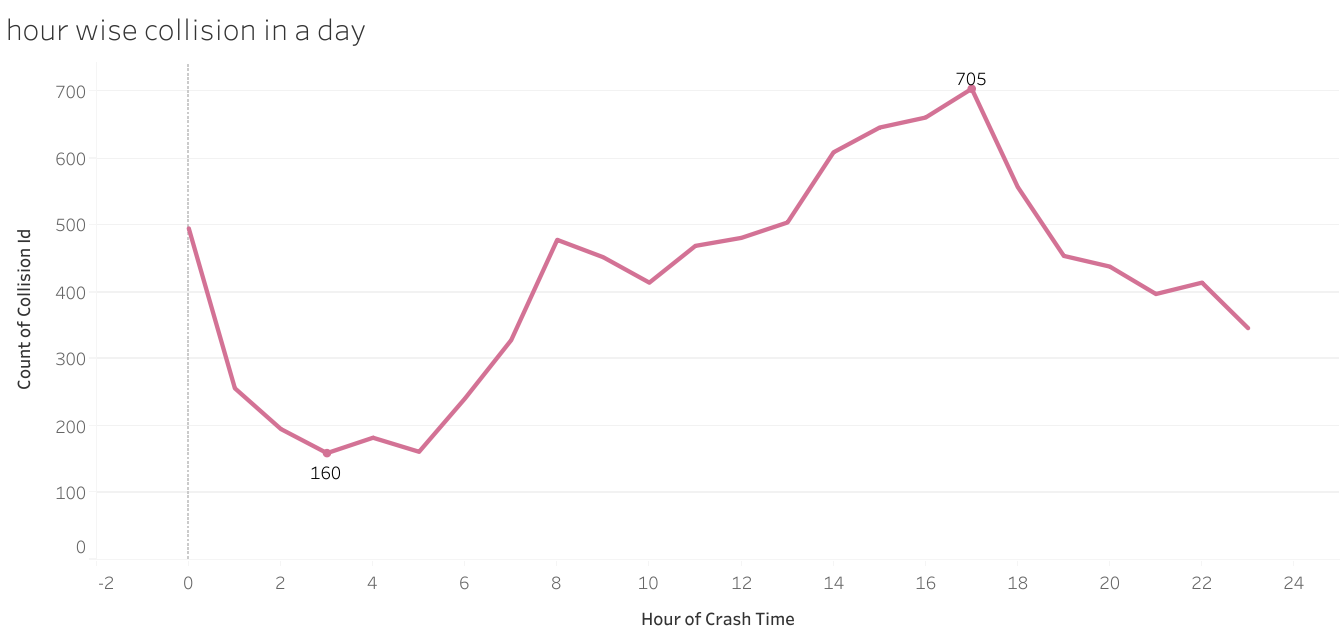 hour wise collision in a day
705
700
600
500
400
300
200
100
0
160
Count of Collision Id
-2 0 2 4 6 8 10 12 14 16 18 20 22 24
Hour of Crash Time